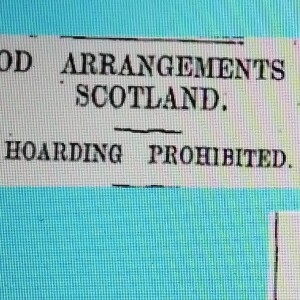 OD ARRANGEMENTS
SCOTLAND.
HOARDING PROHIBITED.